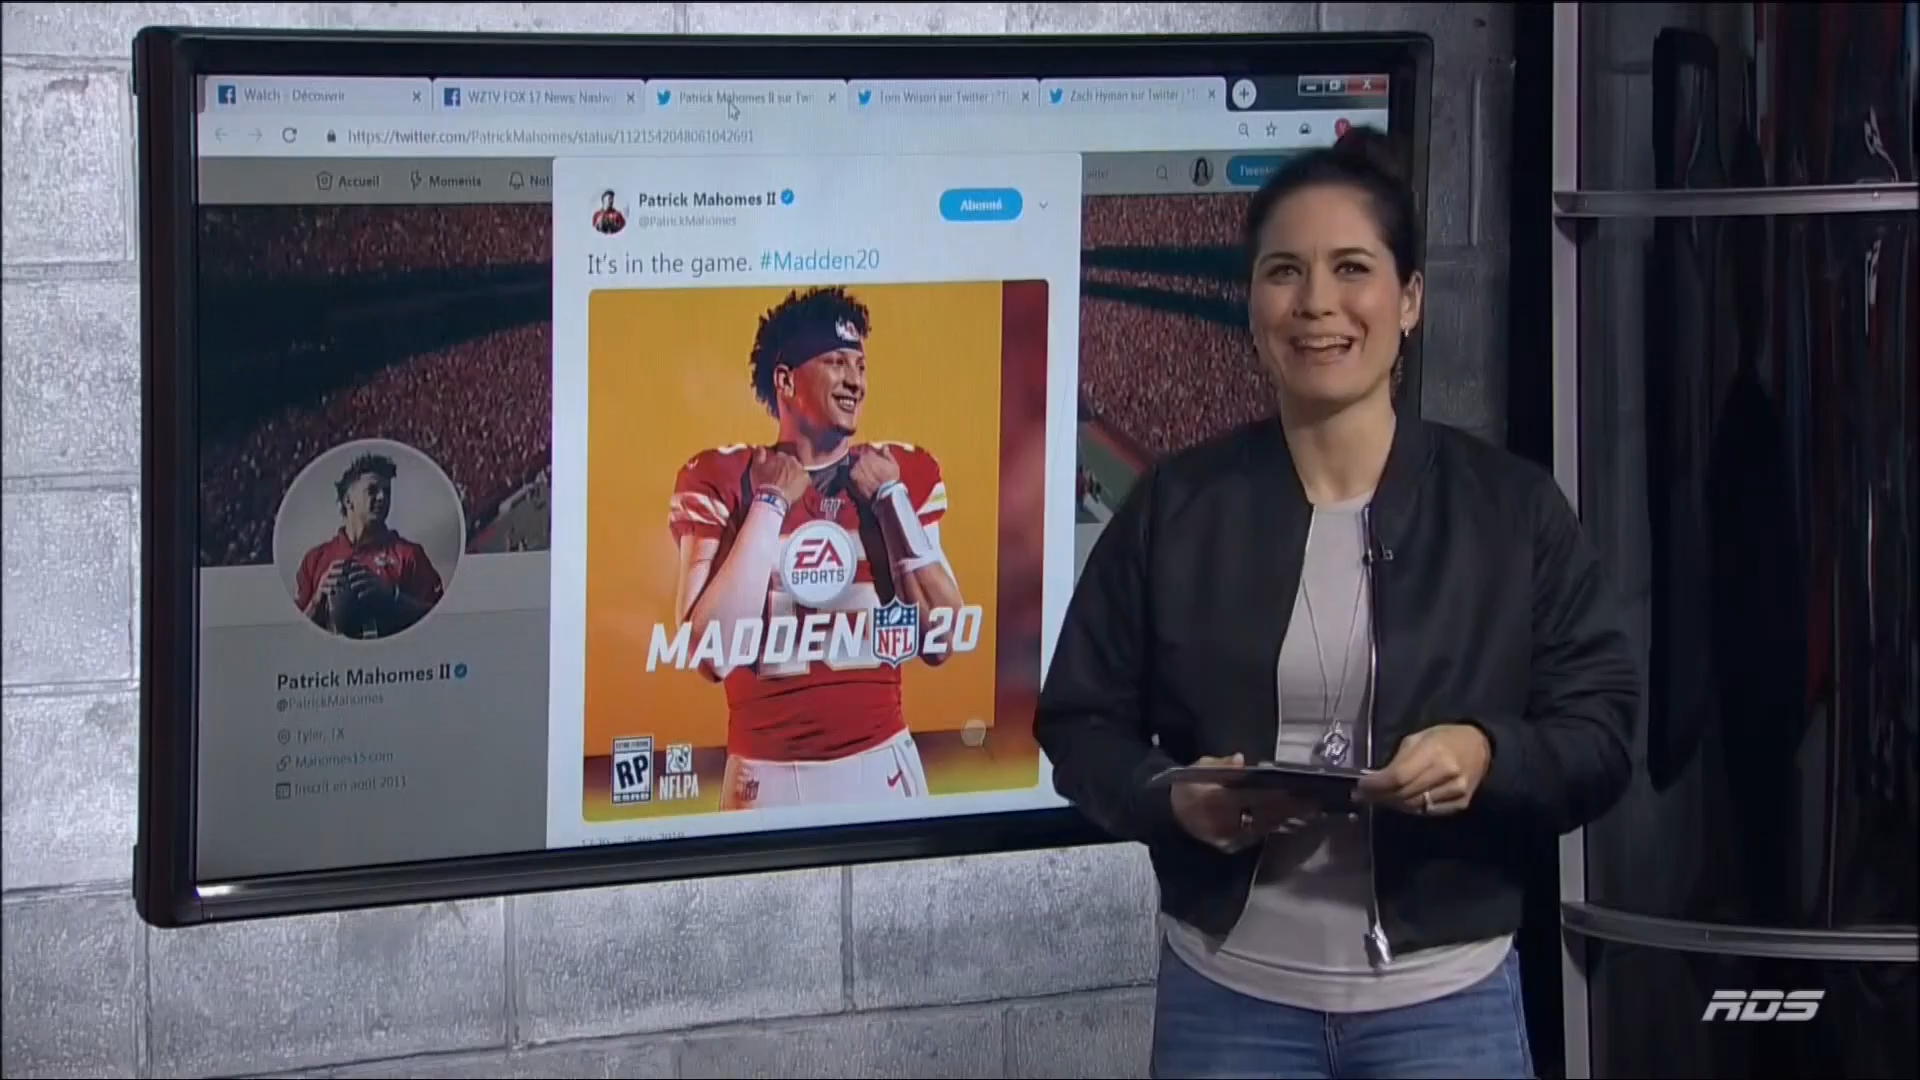 Watch - Découvrir
WZTV FOX 17 News, Nashv
Patrick Mahomes II sur Twi
Tom Wilson sur Twitter : "T
Zach Hyman sur Twitter : "T
https://twitter.com/PatrickMahomes/status/1121542048061042691
Accueil
Moments
Not
Tweeter
Patrick Mahomes II
@PatrickMahomes
Abonné
It's in the game. #Madden20
EA
SPORTS
MADDEN NFL 20
RP
ESRB
NFLPA
Patrick Mahomes II
@PatrickMahomes
Tyler, TX
Mahomes15.com
Inscrit en août 2011
RDS